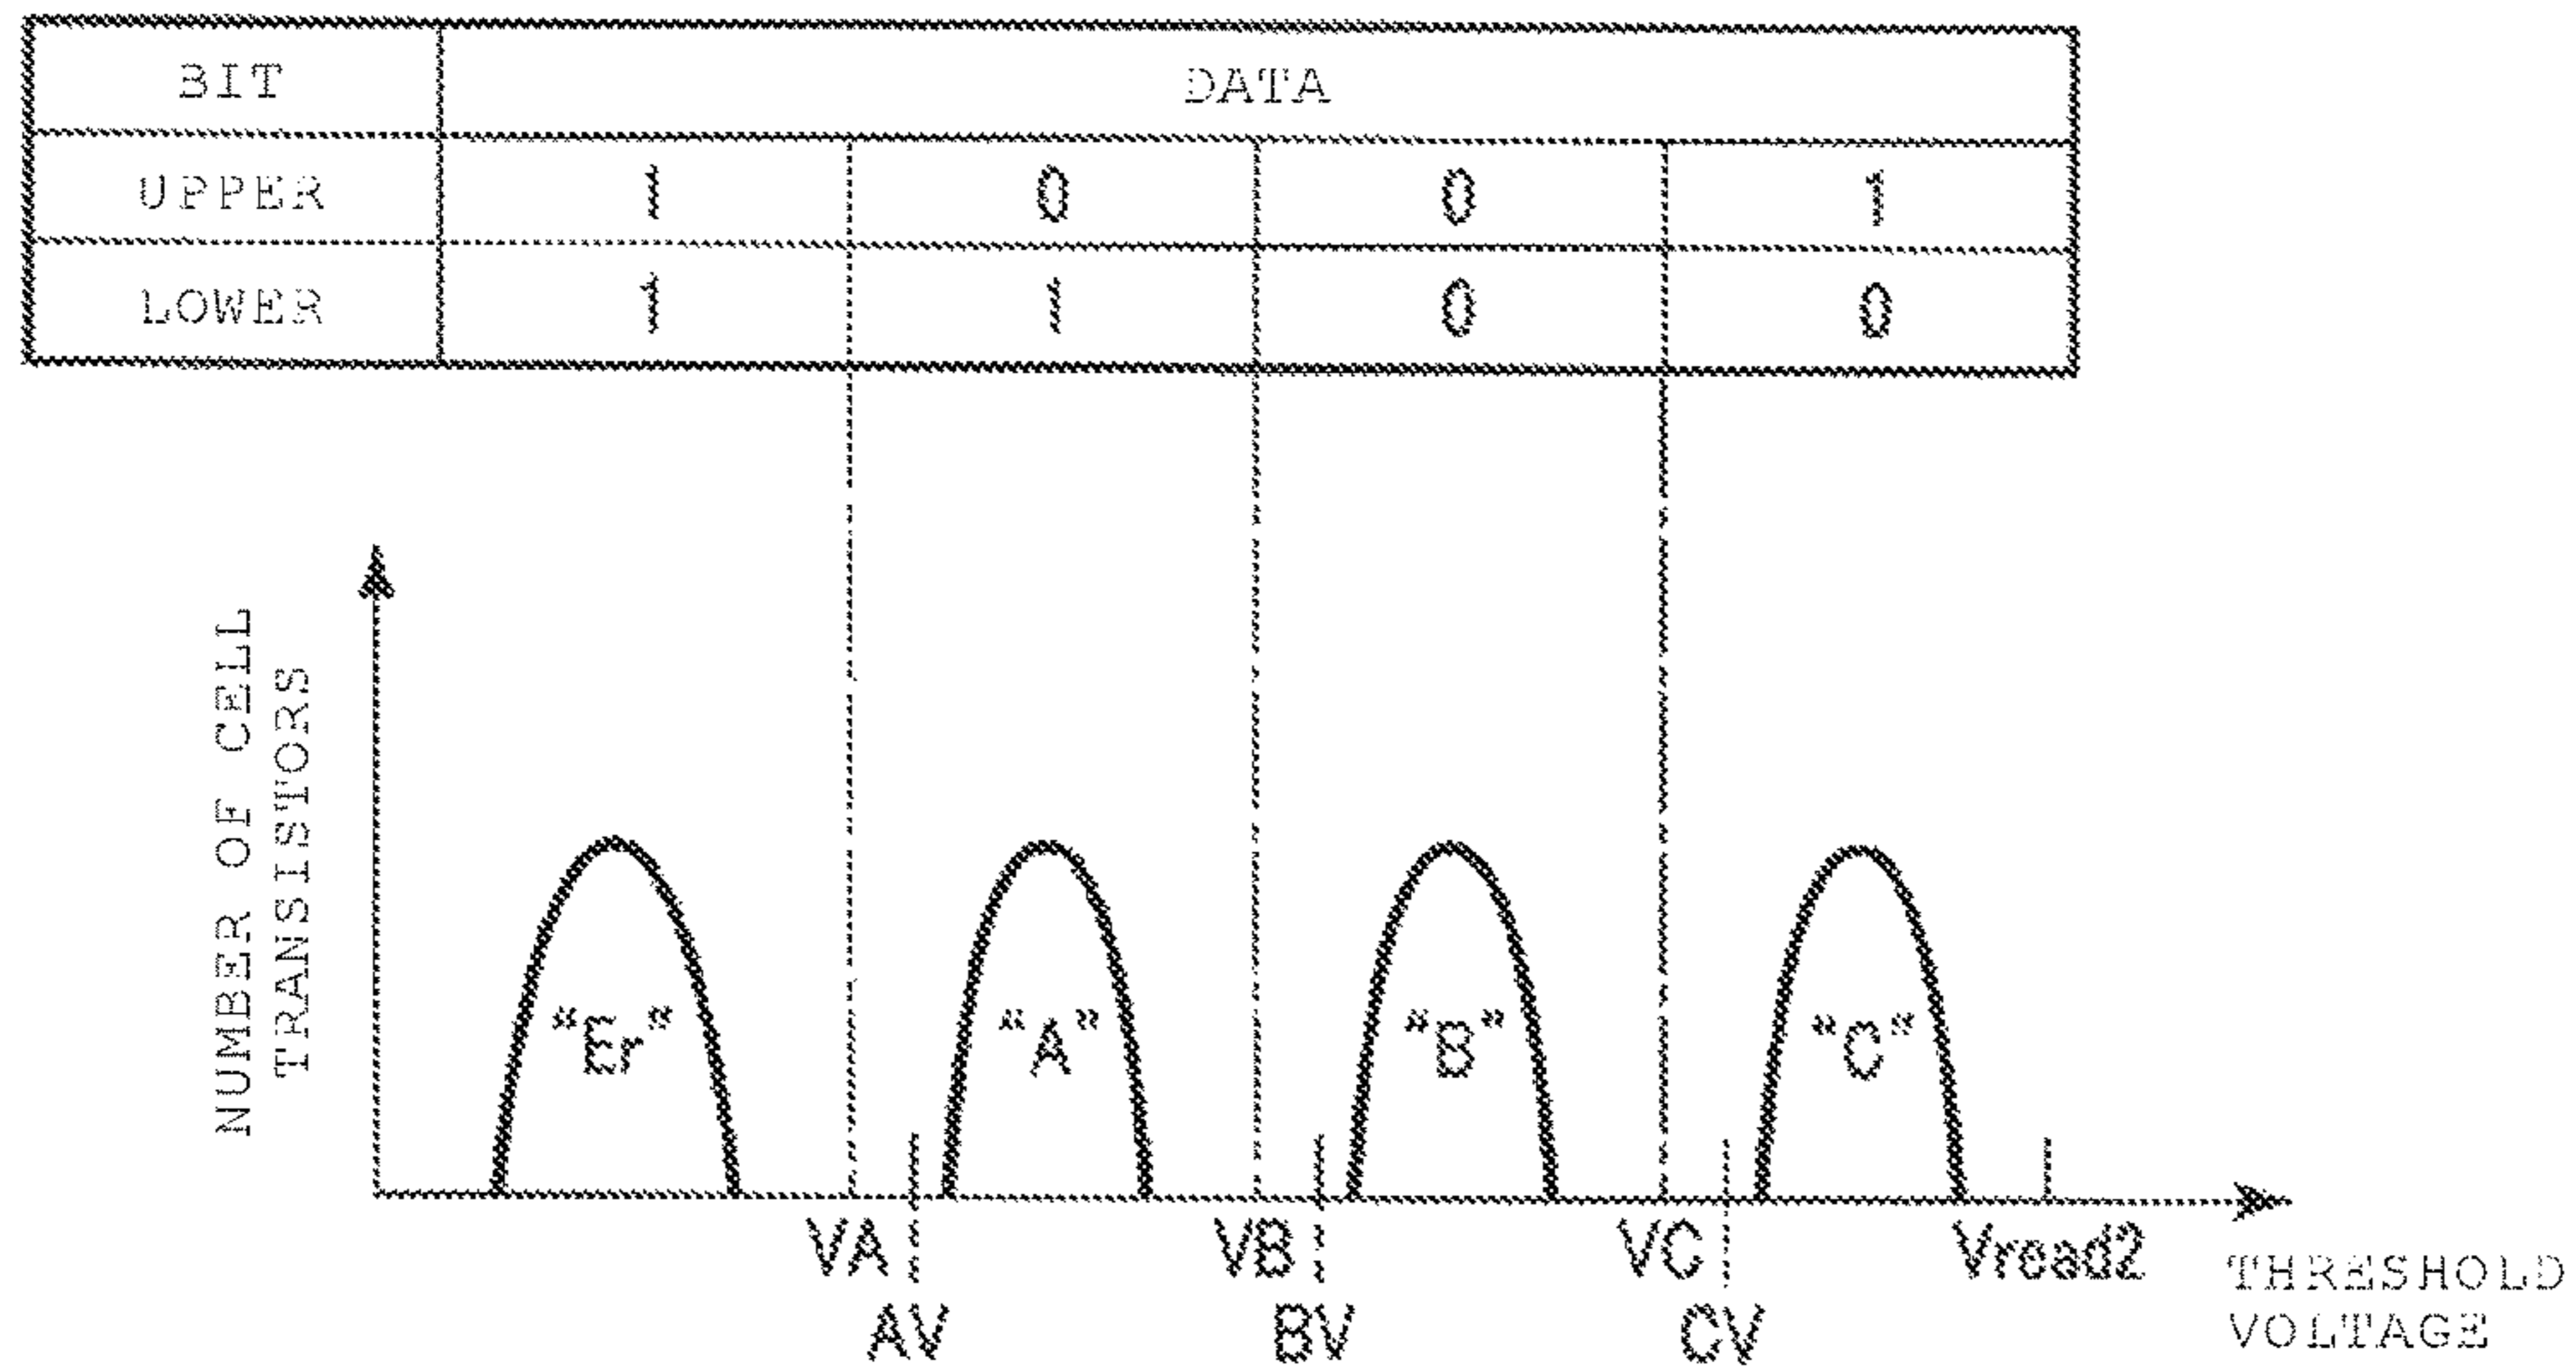 BIT DATA
UPPER 1 0 0 1
LOWER 1 1 0 0
NUMBER OF CELL
TRANSISTORS
"Er" "A" "B" "C"
VA VB VC Vread2
AV BV CV
THRESHOLD
VOLTAGE